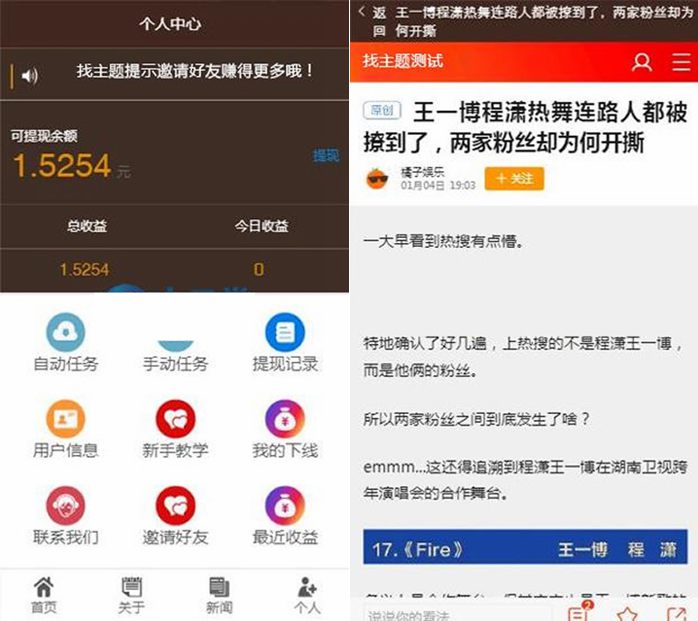 个人中心
找主题提示邀请好友赚得更多哦！
可提现余额
1.5254 元
提现
总收益 今日收益
1.5254 0
自动任务 手动任务 提现记录
用户信息 新手教学 我的下线
联系我们 邀请好友 最近收益
首页 关于 新闻 个人
返回
王一博程潇热舞连路人都被撩到了，两家粉丝却为何开撕
找主题测试
原创 王一博程潇热舞连路人都被
撩到了，两家粉丝却为何开撕
橘子娱乐
01月04日 19:03
＋关注
一大早看到热搜有点懵。
特地确认了好几遍，上热搜的不是程潇王一博，
而是他俩的粉丝。
所以两家粉丝之间到底发生了啥？
emmm...这还得追溯到程潇王一博在湖南卫视跨
年演唱会的合作舞台。
17.《Fire》 王一博 程 潇
说说你的看法
2